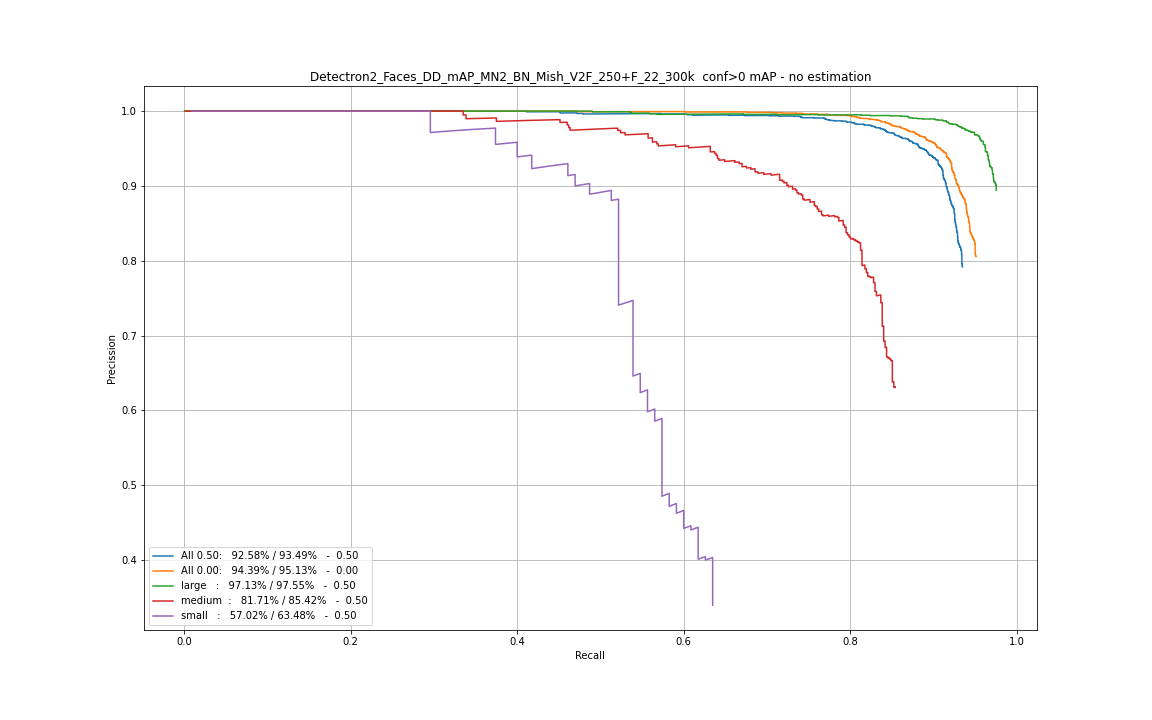 Detectron2_Faces_DD_mAP_MN2_BN_Mish_V2F_250+F_22_300k  conf>0 mAP - no estimation
1.0
0.9
0.8
0.7
0.6
0.5
0.4
Precission
All 0.50:   92.58% / 93.49%   -  0.50
All 0.00:   94.39% / 95.13%   -  0.00
large   :   97.13% / 97.55%   -  0.50
medium  :   81.71% / 85.42%   -  0.50
small   :   57.02% / 63.48%   -  0.50
0.0 0.2 0.4 0.6 0.8 1.0
Recall